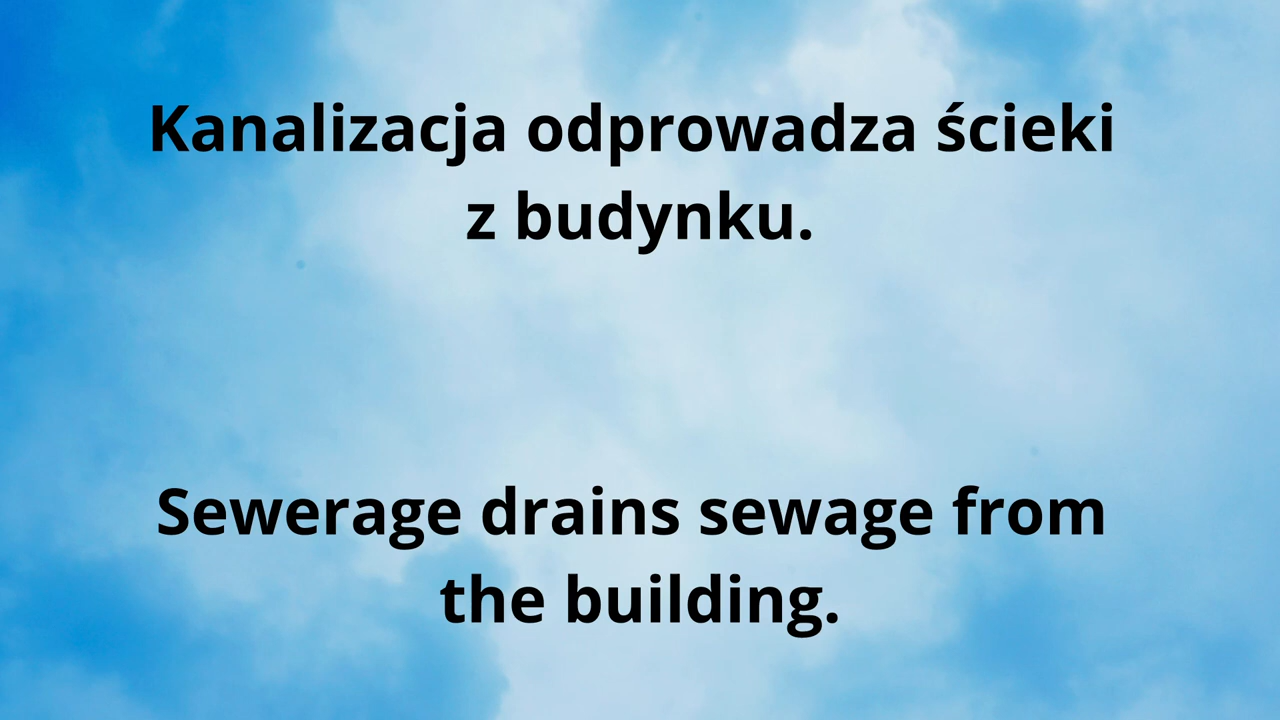 Kanalizacja odprowadza ścieki
z budynku.
Sewerage drains sewage from
the building.